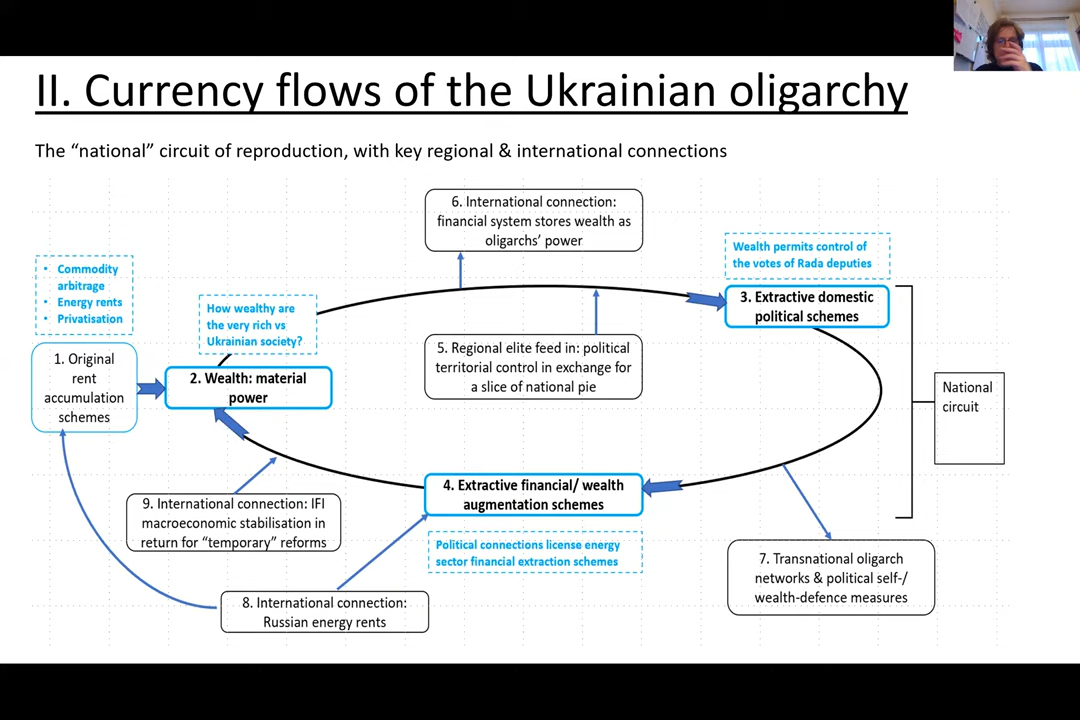 II. Currency flows of the Ukrainian oligarchy
The “national” circuit of reproduction, with key regional & international connections
6. International connection:
financial system stores wealth as
oligarchs’ power
Wealth permits control of
the votes of Rada deputies
• Commodity
arbitrage
• Energy rents
• Privatisation
How wealthy are
the very rich vs
Ukrainian society?
3. Extractive domestic
political schemes
1. Original
rent
accumulation
schemes
2. Wealth: material
power
5. Regional elite feed in: political
territorial control in exchange for
a slice of national pie
National
circuit
4. Extractive financial/ wealth
augmentation schemes
9. International connection: IFI
macroeconomic stabilisation in
return for “temporary” reforms
Political connections license energy
sector financial extraction schemes
7. Transnational oligarch
networks & political self-/
wealth-defence measures
8. International connection:
Russian energy rents